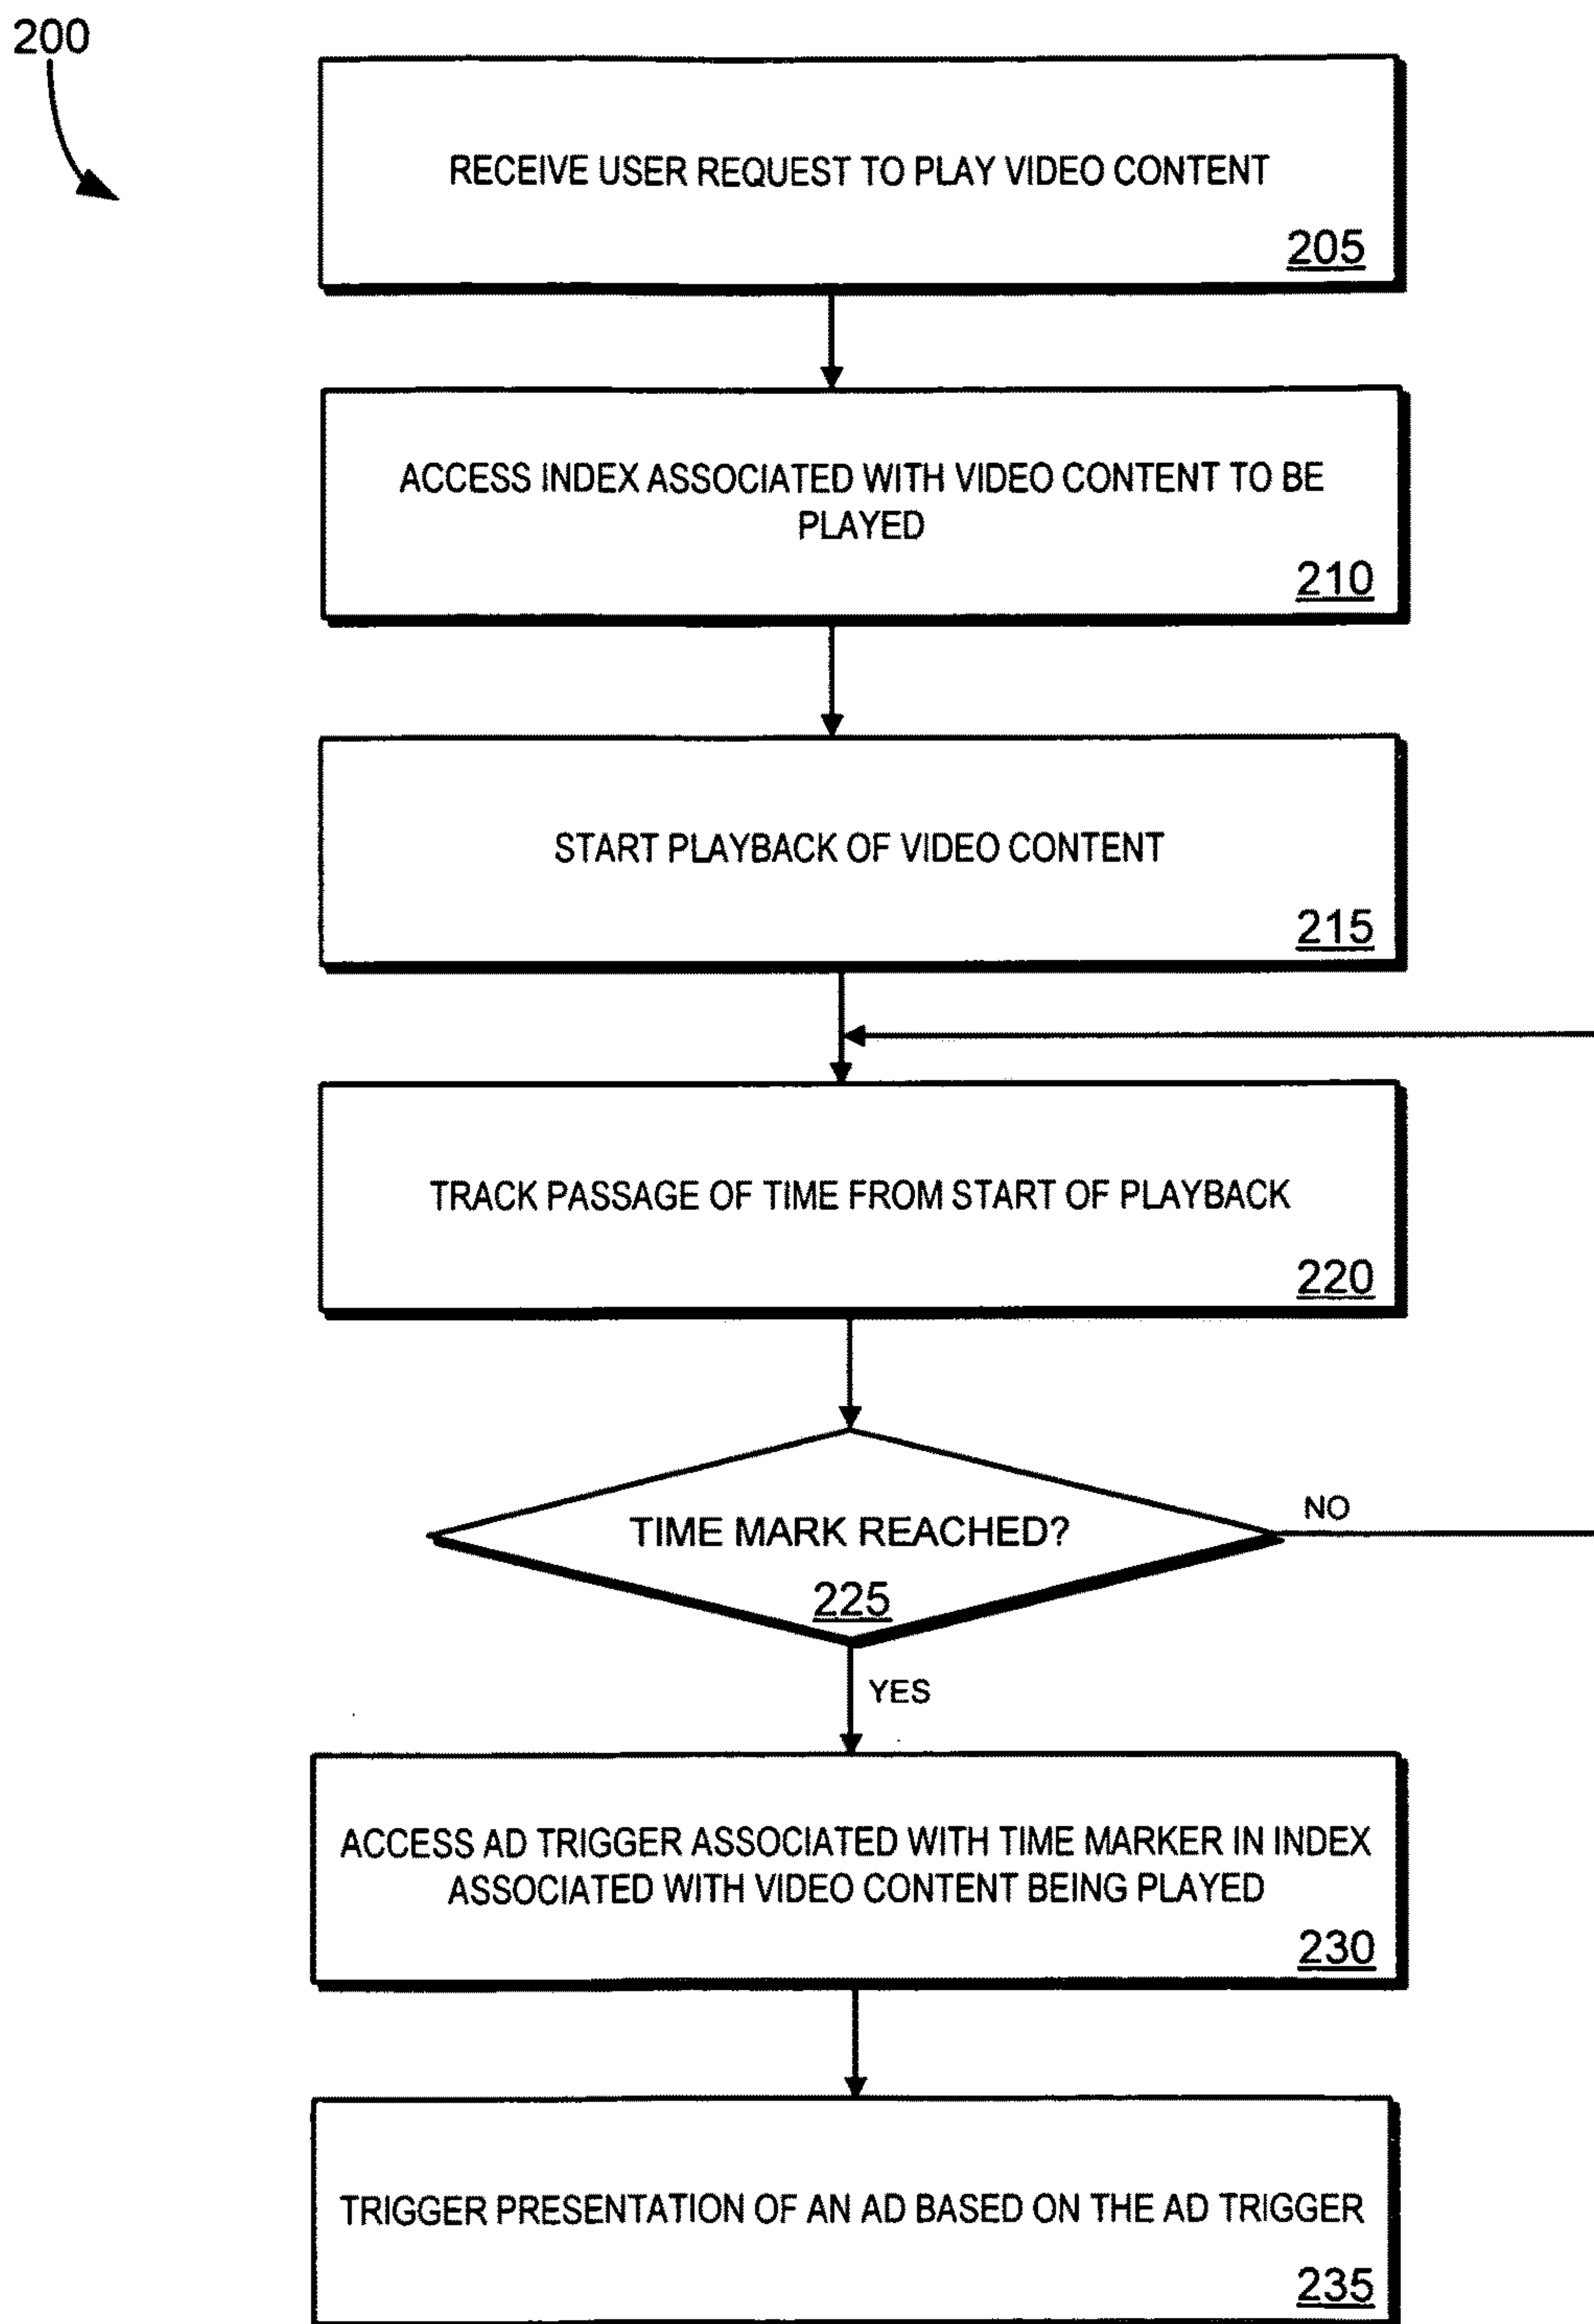 200
RECEIVE USER REQUEST TO PLAY VIDEO CONTENT
205
ACCESS INDEX ASSOCIATED WITH VIDEO CONTENT TO BE
PLAYED
210
START PLAYBACK OF VIDEO CONTENT
215
TRACK PASSAGE OF TIME FROM START OF PLAYBACK
220
TIME MARK REACHED?
225
NO
YES
ACCESS AD TRIGGER ASSOCIATED WITH TIME MARKER IN INDEX
ASSOCIATED WITH VIDEO CONTENT BEING PLAYED
230
TRIGGER PRESENTATION OF AN AD BASED ON THE AD TRIGGER
235